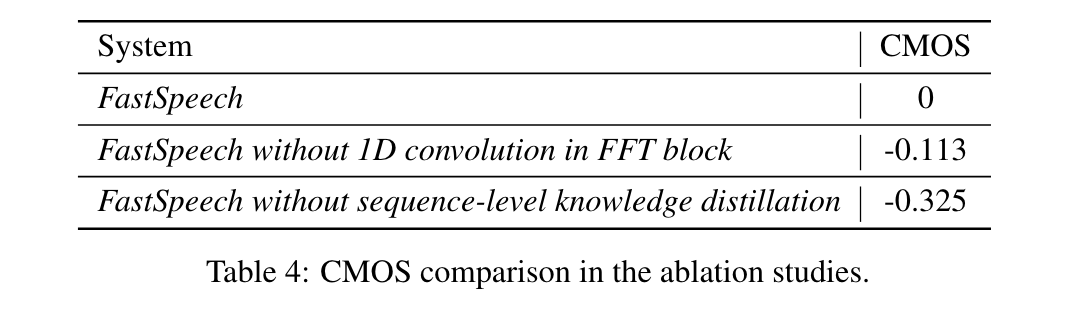 System CMOS
FastSpeech 0
FastSpeech without 1D convolution in FFT block -0.113
FastSpeech without sequence-level knowledge distillation -0.325
Table 4: CMOS comparison in the ablation studies.